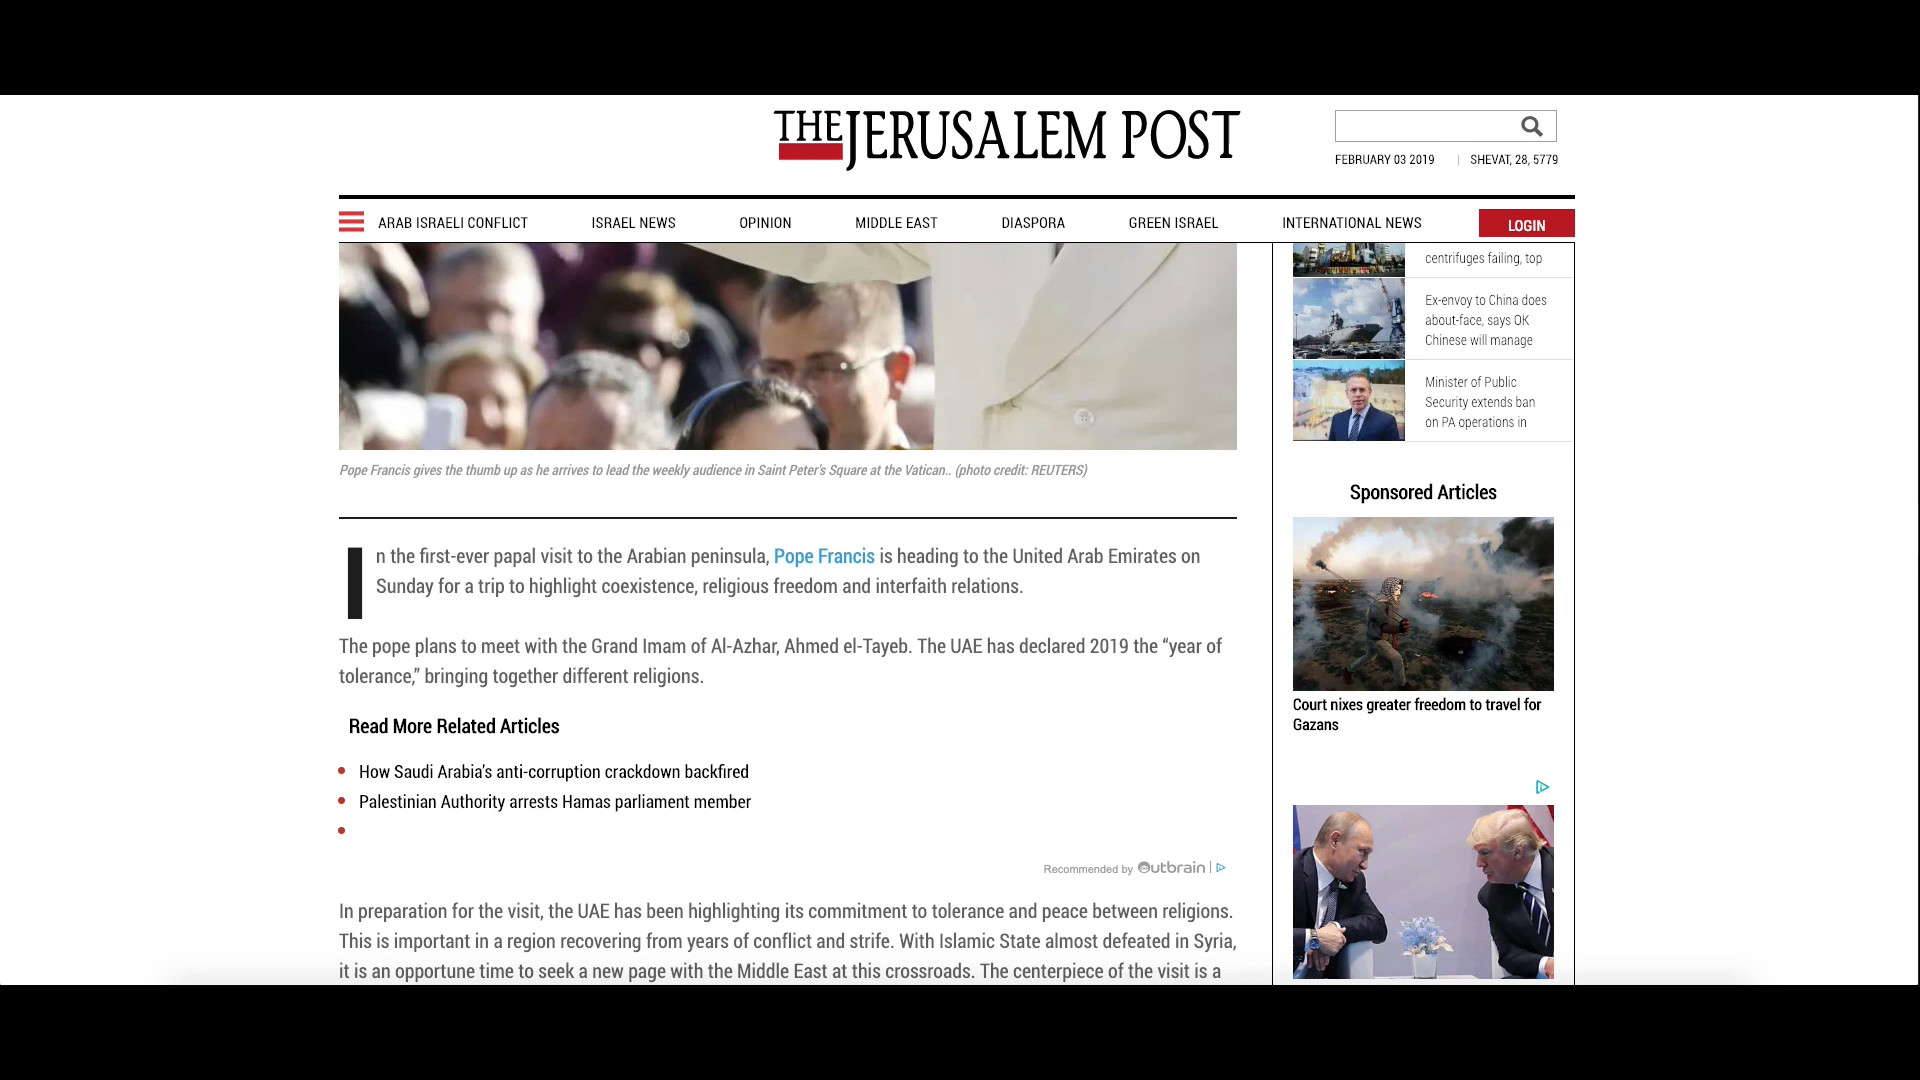 THE JERUSALEM POST
FEBRUARY 03 2019 | SHEVAT, 28, 5779
ARAB ISRAELI CONFLICT ISRAEL NEWS OPINION MIDDLE EAST DIASPORA GREEN ISRAEL INTERNATIONAL NEWS LOGIN
Pope Francis gives the thumb up as he arrives to lead the weekly audience in Saint Peter's Square at the Vatican.. (photo credit: REUTERS)
In the first-ever papal visit to the Arabian peninsula, Pope Francis is heading to the United Arab Emirates on
Sunday for a trip to highlight coexistence, religious freedom and interfaith relations.
The pope plans to meet with the Grand Imam of Al-Azhar, Ahmed el-Tayeb. The UAE has declared 2019 the “year of
tolerance,” bringing together different religions.
Read More Related Articles
How Saudi Arabia’s anti-corruption crackdown backfired
Palestinian Authority arrests Hamas parliament member
Recommended by Outbrain |
In preparation for the visit, the UAE has been highlighting its commitment to tolerance and peace between religions.
This is important in a region recovering from years of conflict and strife. With Islamic State almost defeated in Syria,
it is an opportune time to seek a new page with the Middle East at this crossroads. The centerpiece of the visit is a
centrifuges failing, top
Ex-envoy to China does
about-face, says OK
Chinese will manage
Minister of Public
Security extends ban
on PA operations in
Sponsored Articles
Court nixes greater freedom to travel for
Gazans